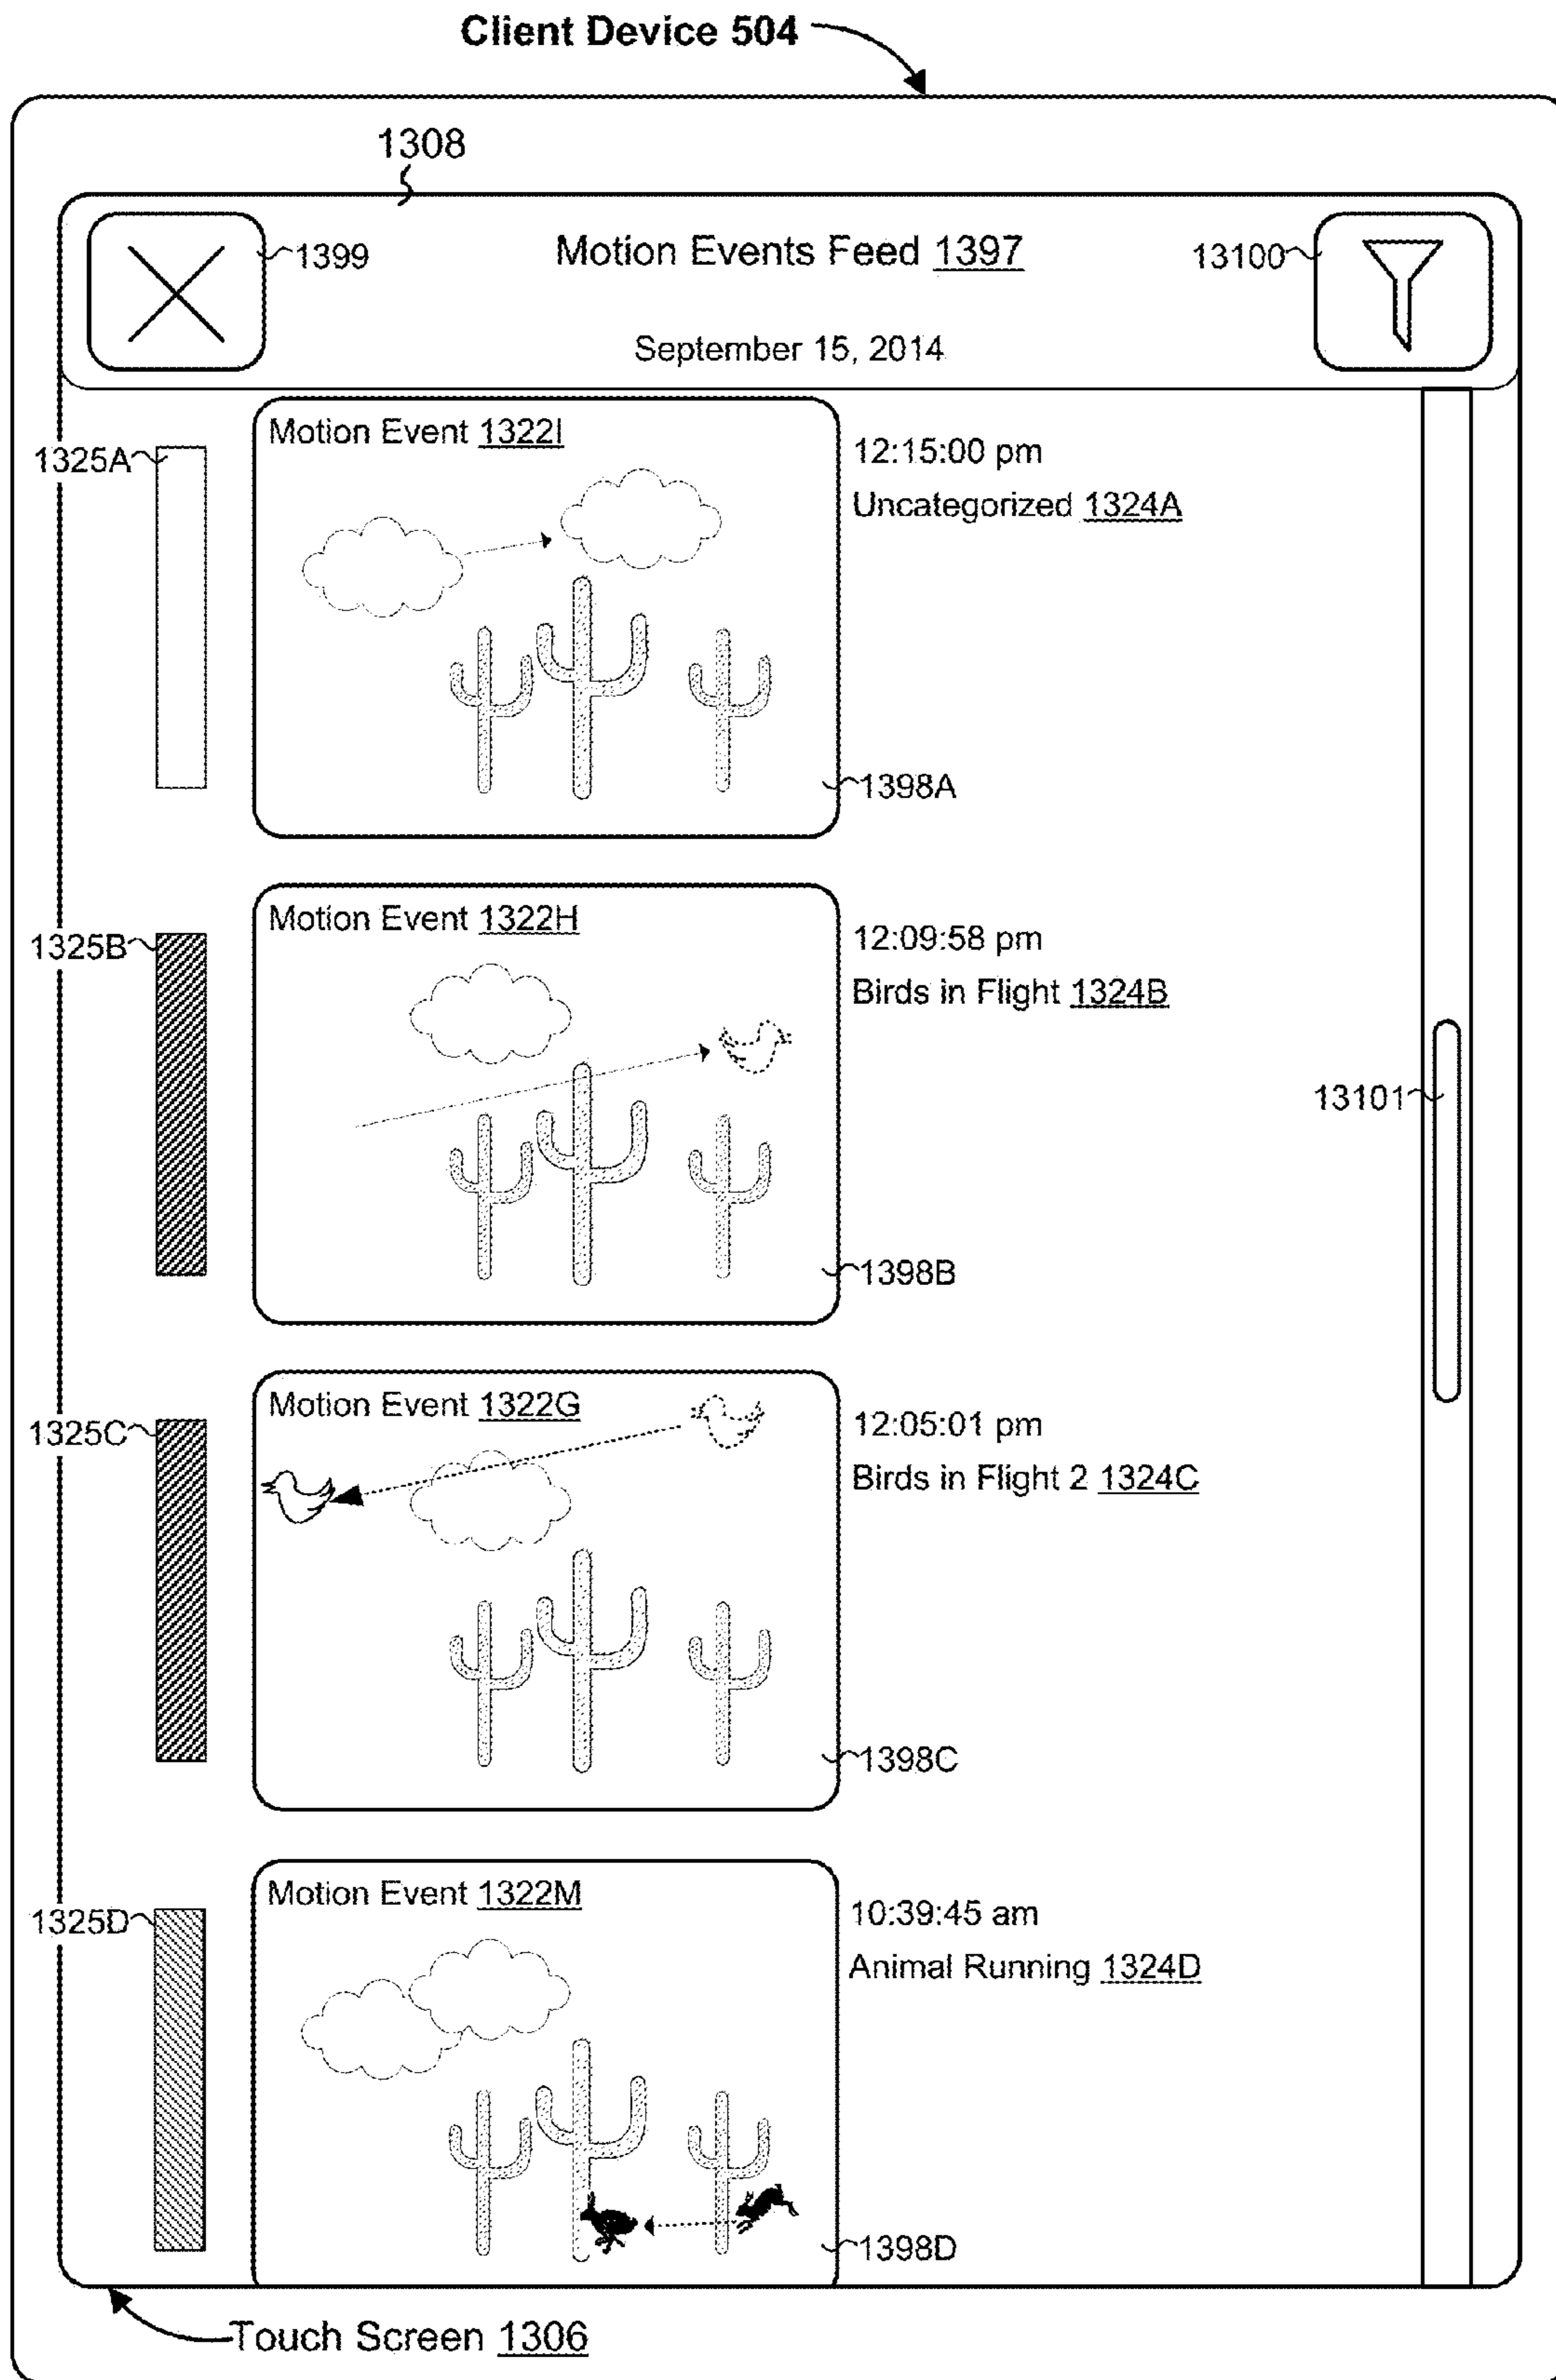 Client Device 504
1308
1399
Motion Events Feed 1397
13100
September 15, 2014
1325A
Motion Event 1322I
12:15:00 pm
Uncategorized 1324A
1398A
1325B
Motion Event 1322H
12:09:58 pm
Birds in Flight 1324B
13101
1398B
1325C
Motion Event 1322G
12:05:01 pm
Birds in Flight 2 1324C
1398C
1325D
Motion Event 1322M
10:39:45 am
Animal Running 1324D
1398D
Touch Screen 1306